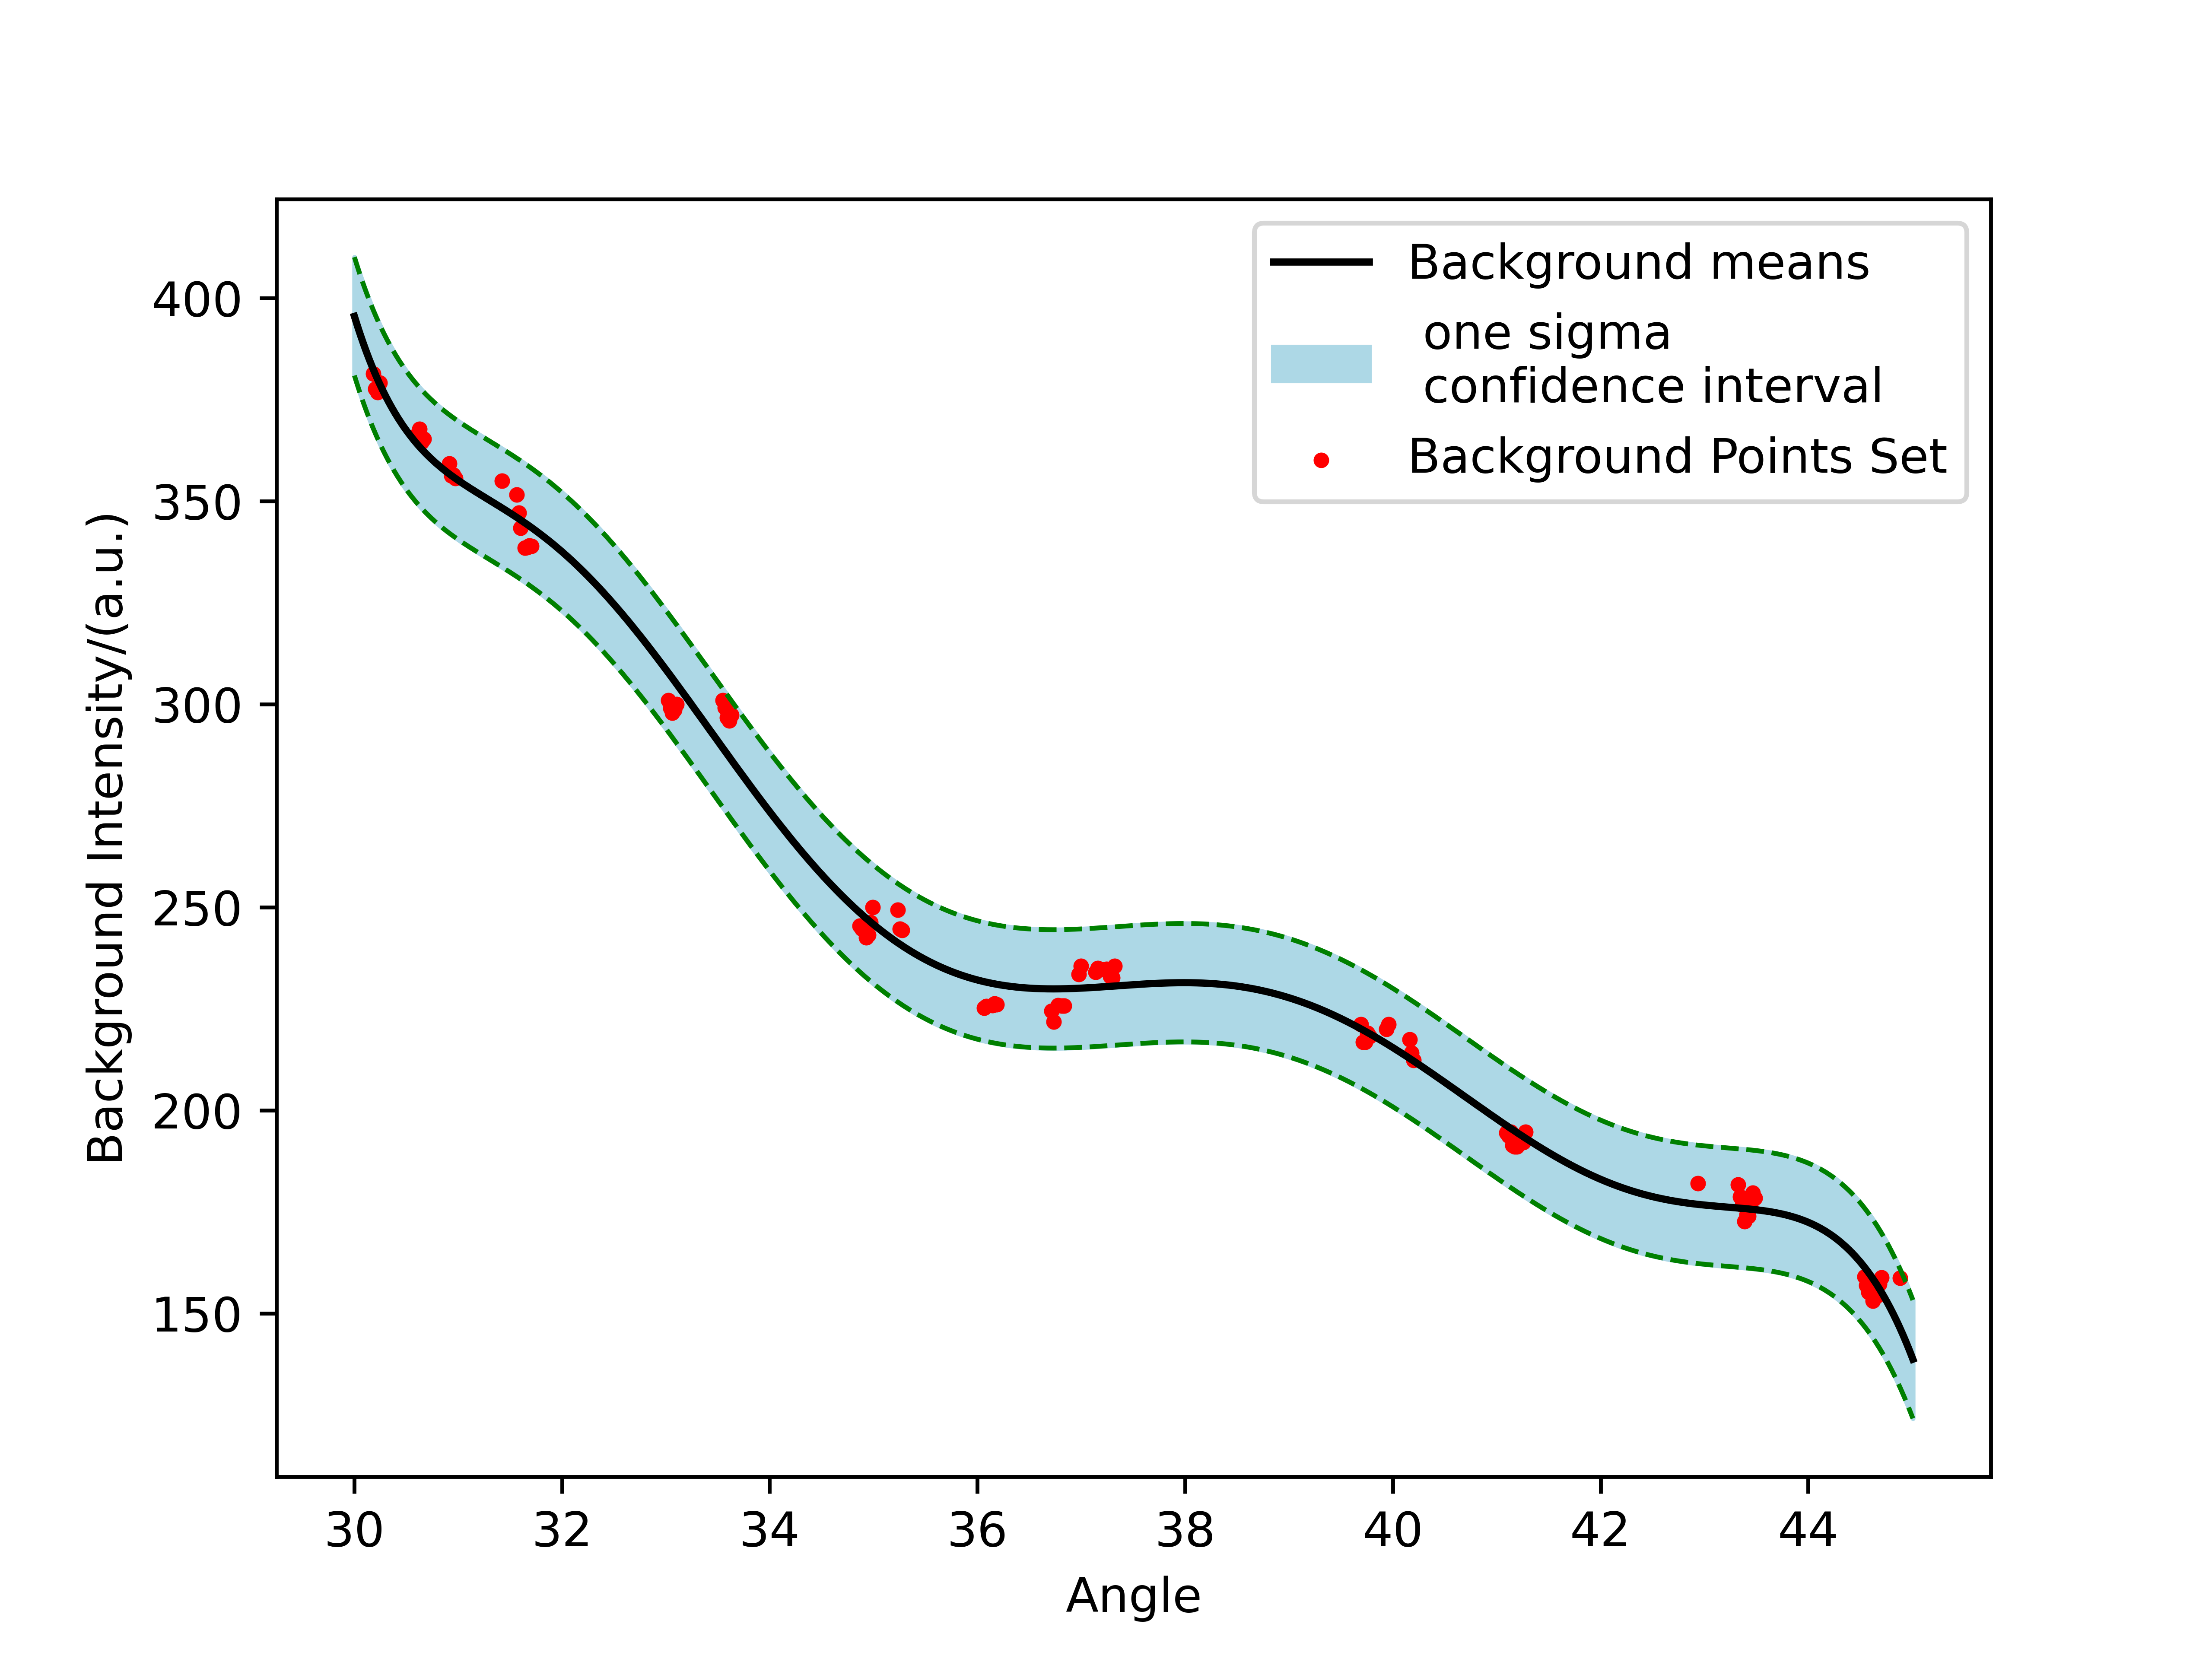 Background means
one sigma
confidence interval
Background Points Set
400
350
300
250
200
150
Background Intensity/(a.u.)
30 32 34 36 38 40 42 44
Angle